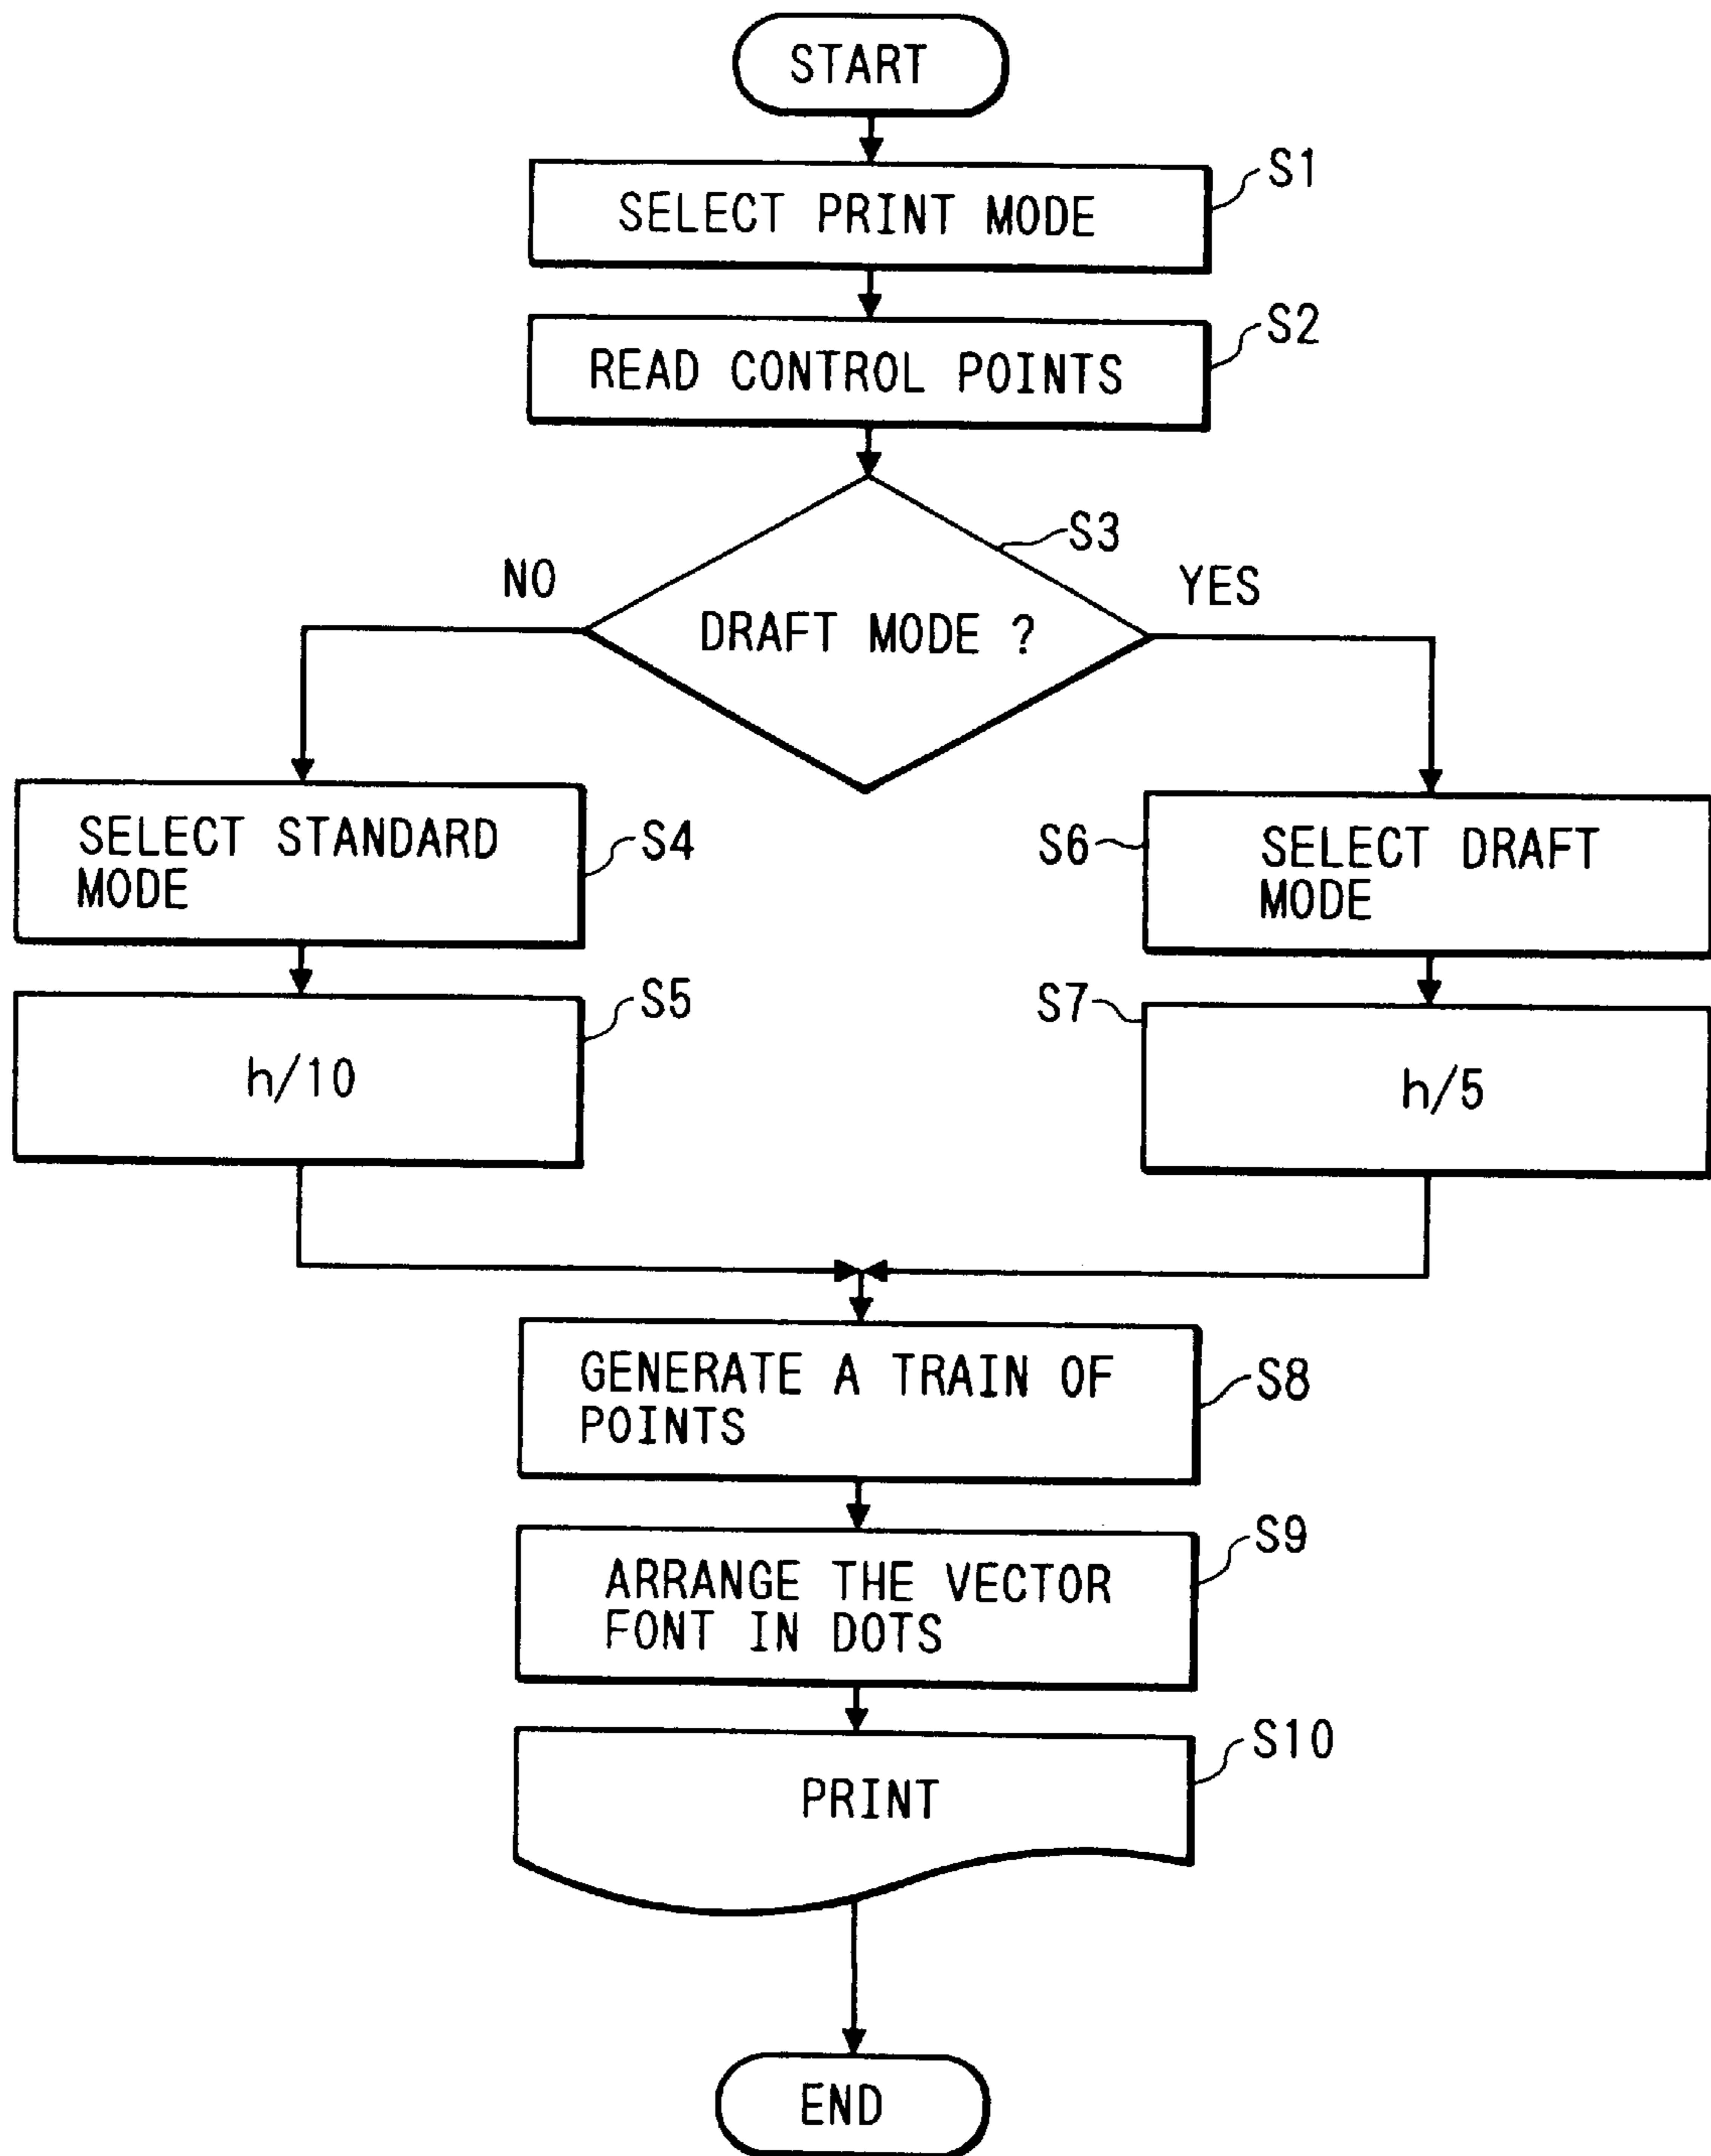 START
SELECT PRINT MODE
S1
READ CONTROL POINTS
S2
S3
NO
YES
DRAFT MODE ?
SELECT STANDARD
MODE
S4
S6
SELECT DRAFT
MODE
h/10
S5
S7
h/5
GENERATE A TRAIN OF
POINTS
S8
ARRANGE THE VECTOR
FONT IN DOTS
S9
PRINT
S10
END